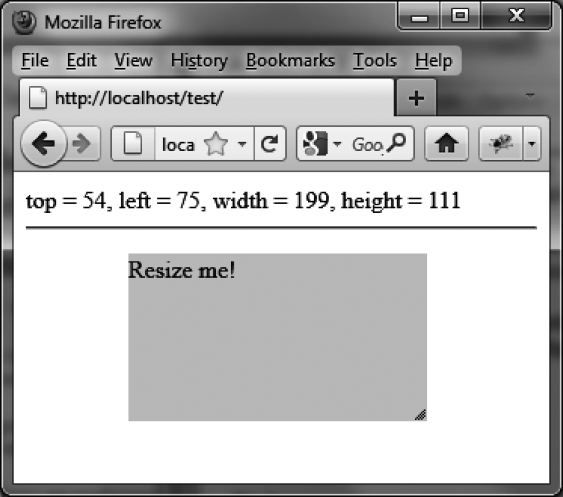 Mozilla Firefox
File Edit View History Bookmarks Tools Help
http://localhost/test/
loca Goo
top = 54, left = 75, width = 199, height = 111
Resize me!